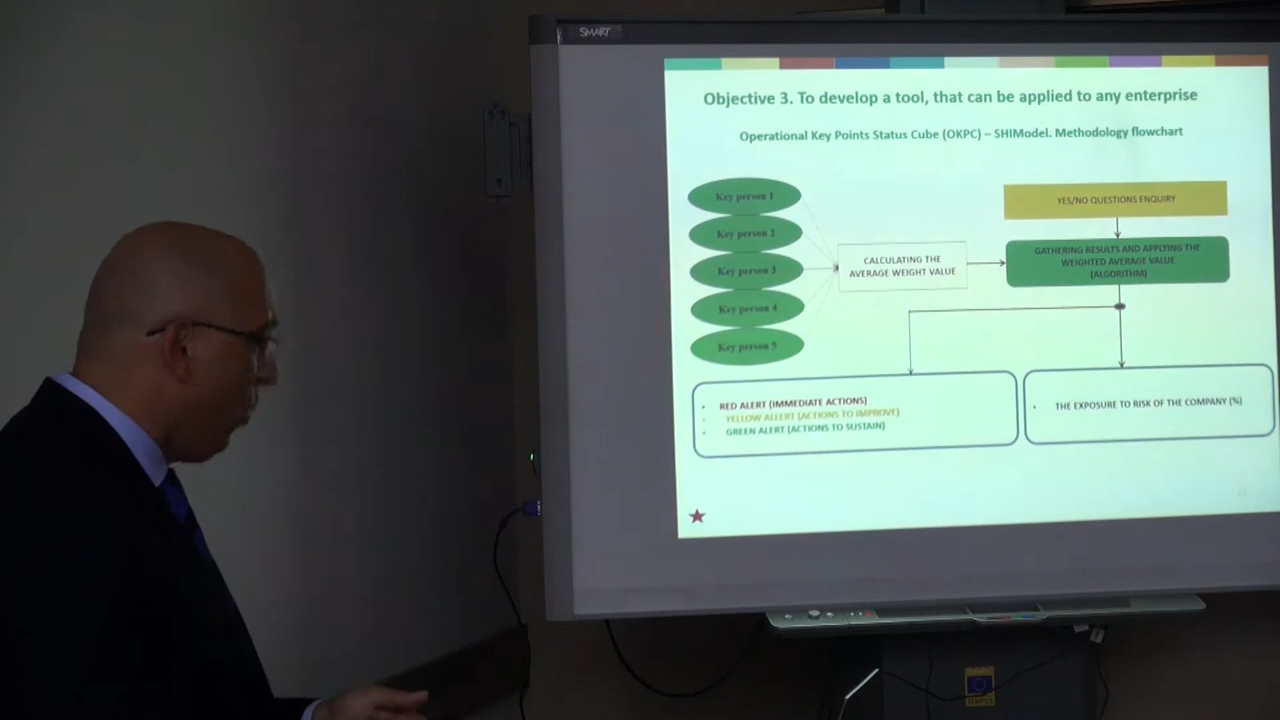 SMART
Objective 3. To develop a tool, that can be applied to any enterprise
Operational Key Points Status Cube (OKPC) – SHIModel. Methodology flowchart
Key person 1
Key person 2
Key person 3
Key person 4
Key person 5
CALCULATING THE
AVERAGE WEIGHT VALUE
YES/NO QUESTIONS ENQUIRY
GATHERING RESULTS AND APPLYING THE
WEIGHTED AVERAGE VALUE
(ALGORITHM)
• RED ALERT (IMMEDIATE ACTIONS)
• YELLOW ALLERT (ACTIONS TO IMPROVE)
• GREEN ALERT (ACTIONS TO SUSTAIN)
• THE EXPOSURE TO RISK OF THE COMPANY (%)